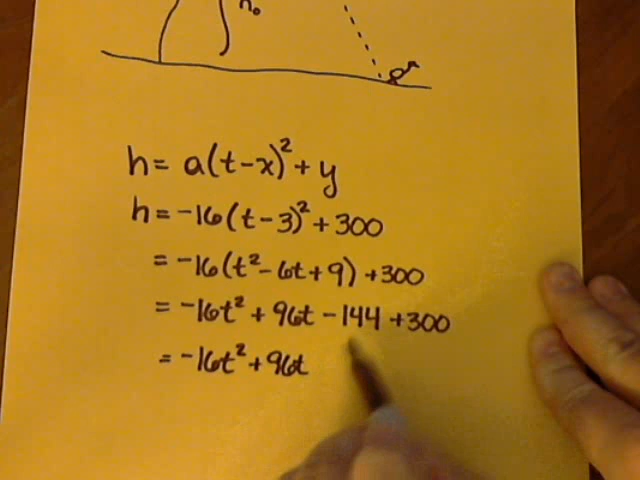 h₀
h = a(t-x)² + y
h = -16(t-3)² + 300
= -16(t² - 6t + 9) + 300
= -16t² + 96t - 144 + 300
= -16t² + 96t